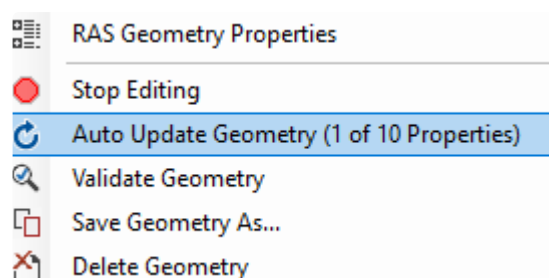 RAS Geometry Properties
Stop Editing
Auto Update Geometry (1 of 10 Properties)
Validate Geometry
Save Geometry As...
Delete Geometry